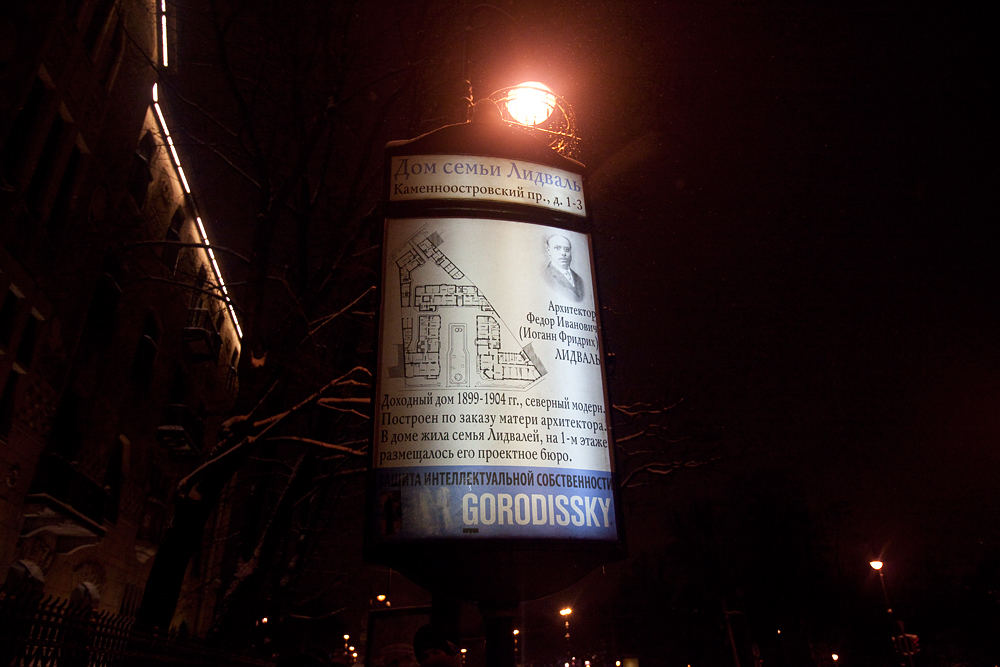 Дом семьи Лидваль
Каменноостровский пр., д. 1-3
Архитектор
Федор Иванович
(Иоганн Фридрих)
ЛИДВАЛЬ
Доходный дом 1899-1904 гг., северный модерн.
Построен по заказу матери архитектора.
В доме жила семья Лидвалей, на 1-м этаже
размещалось его проектное бюро.
ЗАЩИТА ИНТЕЛЛЕКТУАЛЬНОЙ СОБСТВЕННОСТИ
GORODISSKY